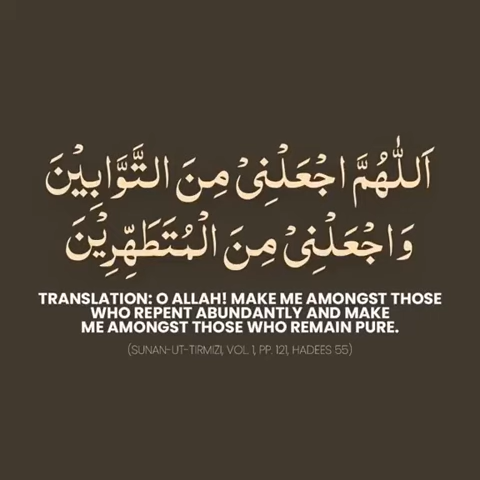 اَللّٰهُمَّ اجْعَلْنِىْ مِنَ التَّوَّابِيْنَ
وَاجْعَلْنِىْ مِنَ الْمُتَطَهِّرِيْنَ
TRANSLATION: O ALLAH! MAKE ME AMONGST THOSE
WHO REPENT ABUNDANTLY AND MAKE
ME AMONGST THOSE WHO REMAIN PURE.
(SUNAN-UT-TIRMIZI, VOL. 1, PP. 121, HADEES 55)